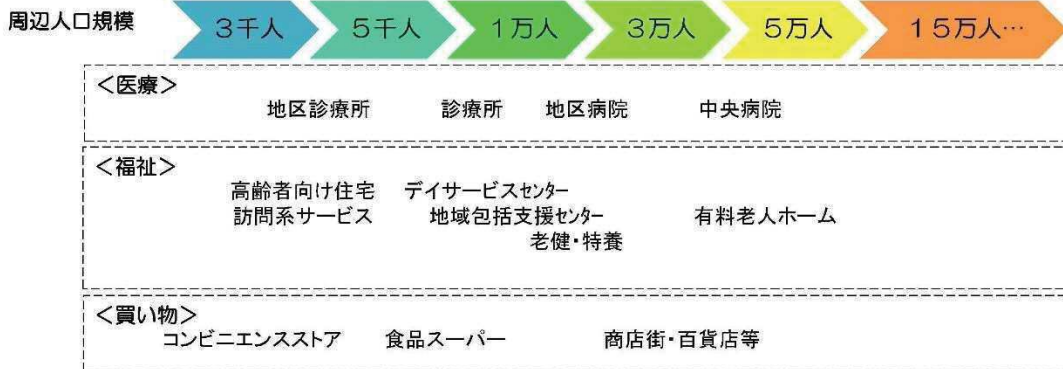 周辺人口規模 3千人 5千人 1万人 3万人 5万人 15万人…
<医療>
地区診療所 診療所 地区病院 中央病院
<福祉>
高齢者向け住宅 デイサービスセンター
訪問系サービス 地域包括支援センター 有料老人ホーム
老健・特養
<買い物>
コンビニエンスストア 食品スーパー 商店街・百貨店等